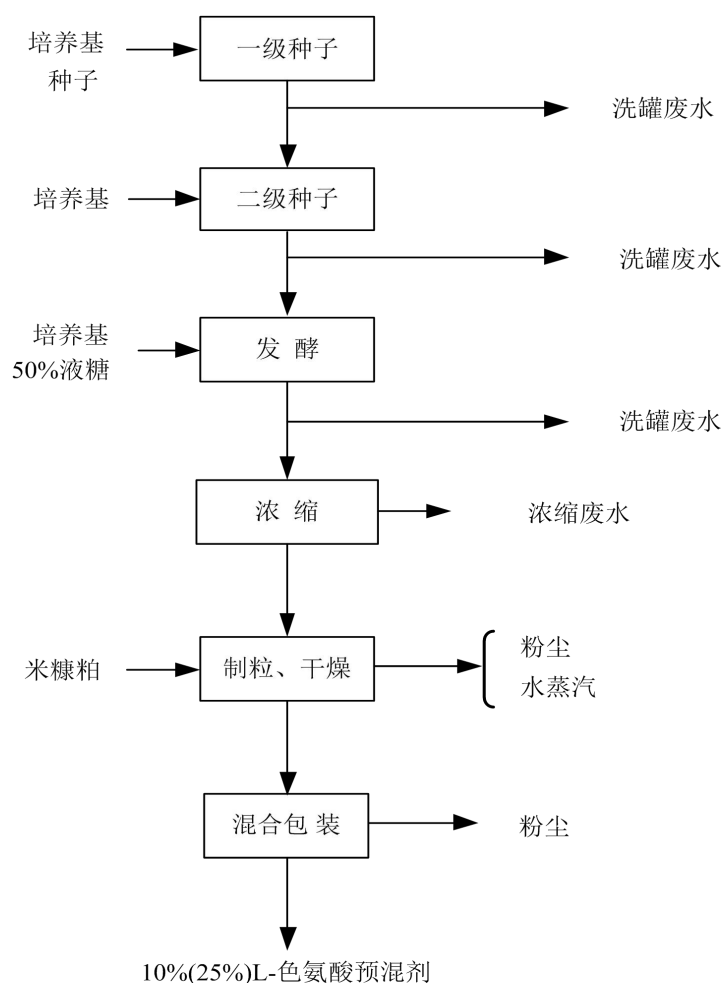 培养基
种子
一级种子
洗罐废水
培养基
二级种子
洗罐废水
培养基
50%液糖
发 酵
洗罐废水
浓 缩
浓缩废水
米糠粕
制粒、干燥
粉尘
水蒸汽
混合包 装
粉尘
10%(25%)L-色氨酸预混剂